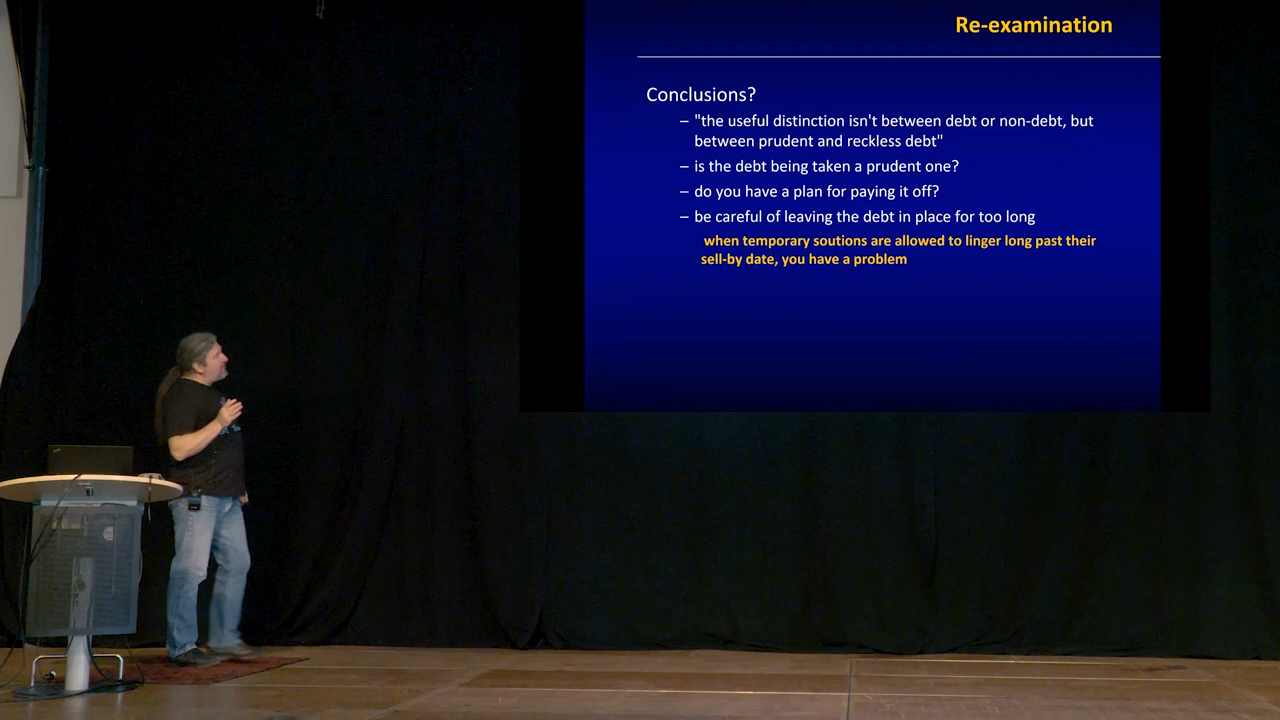 Re-examination
Conclusions?
– "the useful distinction isn't between debt or non-debt, but
between prudent and reckless debt"
– is the debt being taken a prudent one?
– do you have a plan for paying it off?
– be careful of leaving the debt in place for too long
when temporary soutions are allowed to linger long past their
sell-by date, you have a problem